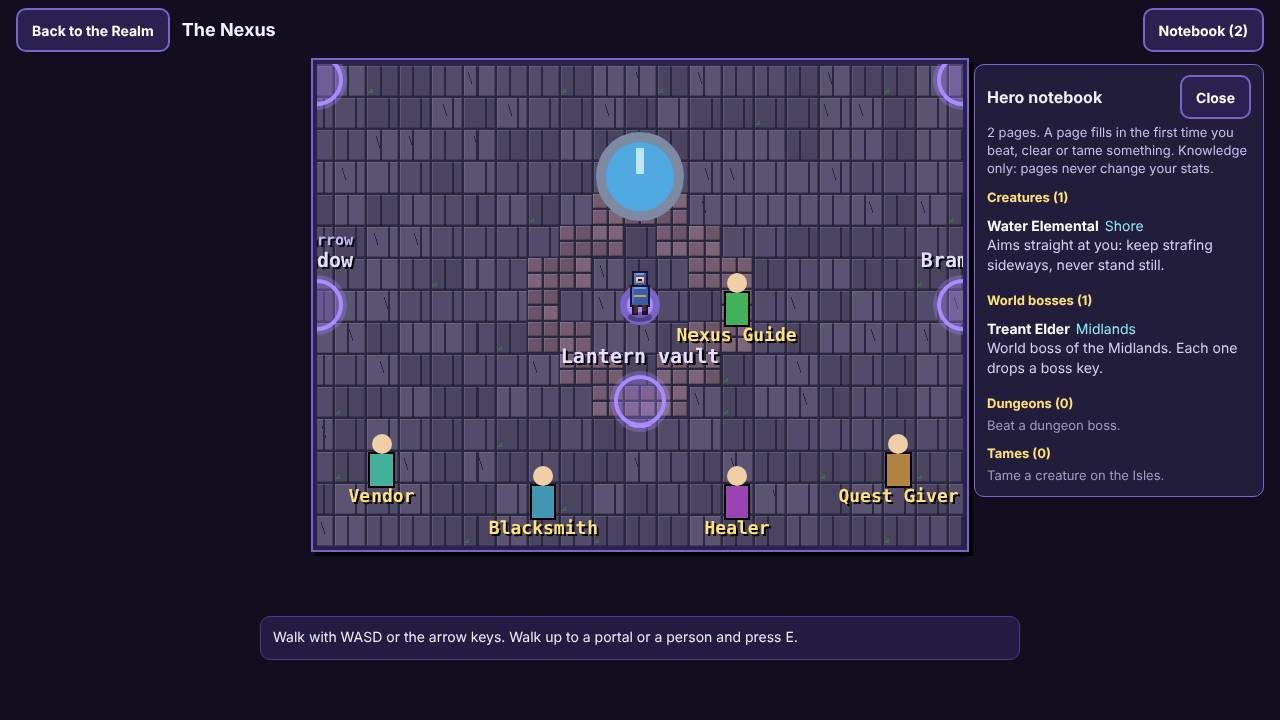 Back to the Realm
The Nexus
Notebook (2)
Hero notebook
Close
2 pages. A page fills in the first time you
beat, clear or tame something. Knowledge
only: pages never change your stats.
Creatures (1)
Water Elemental Shore
Aims straight at you: keep strafing
sideways, never stand still.
World bosses (1)
Treant Elder Midlands
World boss of the Midlands. Each one
drops a boss key.
Dungeons (0)
Beat a dungeon boss.
Tames (0)
Tame a creature on the Isles.
rrow
dow
Bram
Nexus Guide
Lantern vault
Vendor
Blacksmith
Healer
Quest Giver
Walk with WASD or the arrow keys. Walk up to a portal or a person and press E.